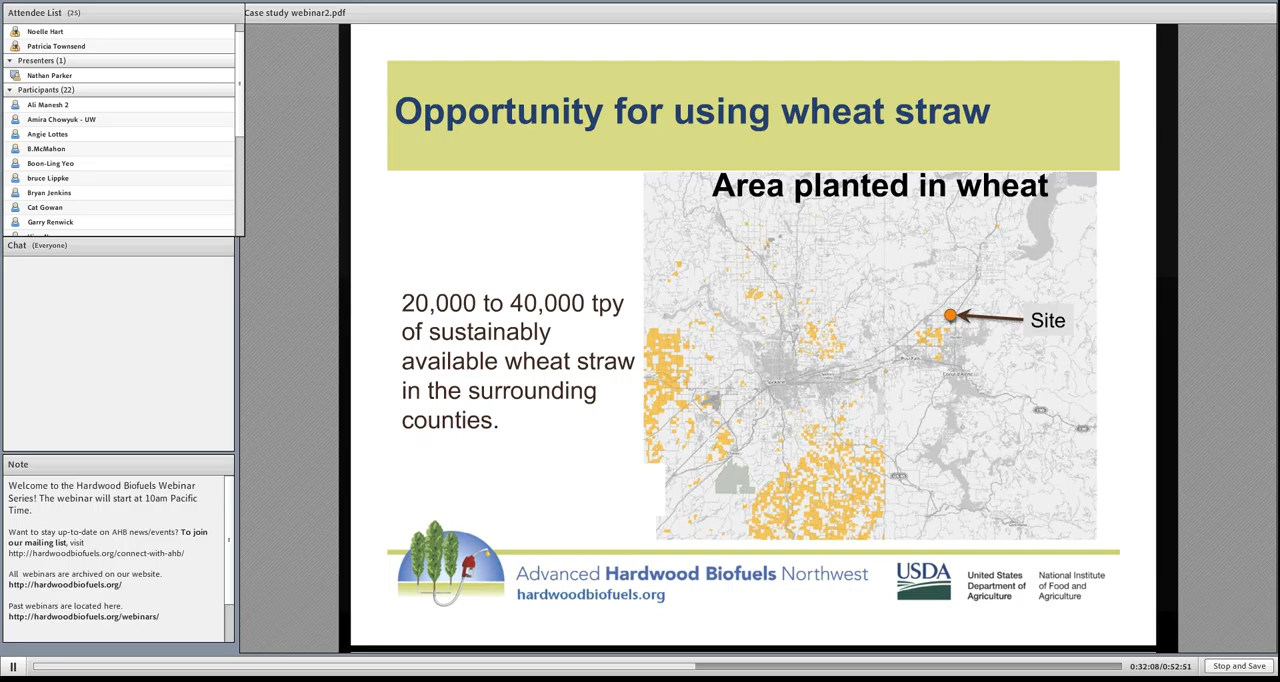 Attendee List (25)
Case study webinar2.pdf
Noelle Hart
Patricia Townsend
Presenters (1)
Nathan Parker
Participants (22)
Ali Manesh 2
Amira Chowyuk - UW
Angie Lottes
B.McMahon
Boon-Ling Yeo
bruce Lippke
Bryan Jenkins
Cat Gowan
Garry Renwick
Chat (Everyone)
Note
Welcome to the Hardwood Biofuels Webinar
Series! The webinar will start at 10am Pacific
Time.
Want to stay up-to-date on AHB news/events? To join
our mailing list, visit
http://hardwoodbiofuels.org/connect-with-ahb/
All webinars are archived on our website.
http://hardwoodbiofuels.org/
Past webinars are located here.
http://hardwoodbiofuels.org/webinars/
Opportunity for using wheat straw
Area planted in wheat
20,000 to 40,000 tpy
of sustainably
available wheat straw
in the surrounding
counties.
Site
Advanced Hardwood Biofuels Northwest
hardwoodbiofuels.org
USDA
United States
Department of
Agriculture
National Institute
of Food and
Agriculture
0:32:08/0:52:51
Stop and Save